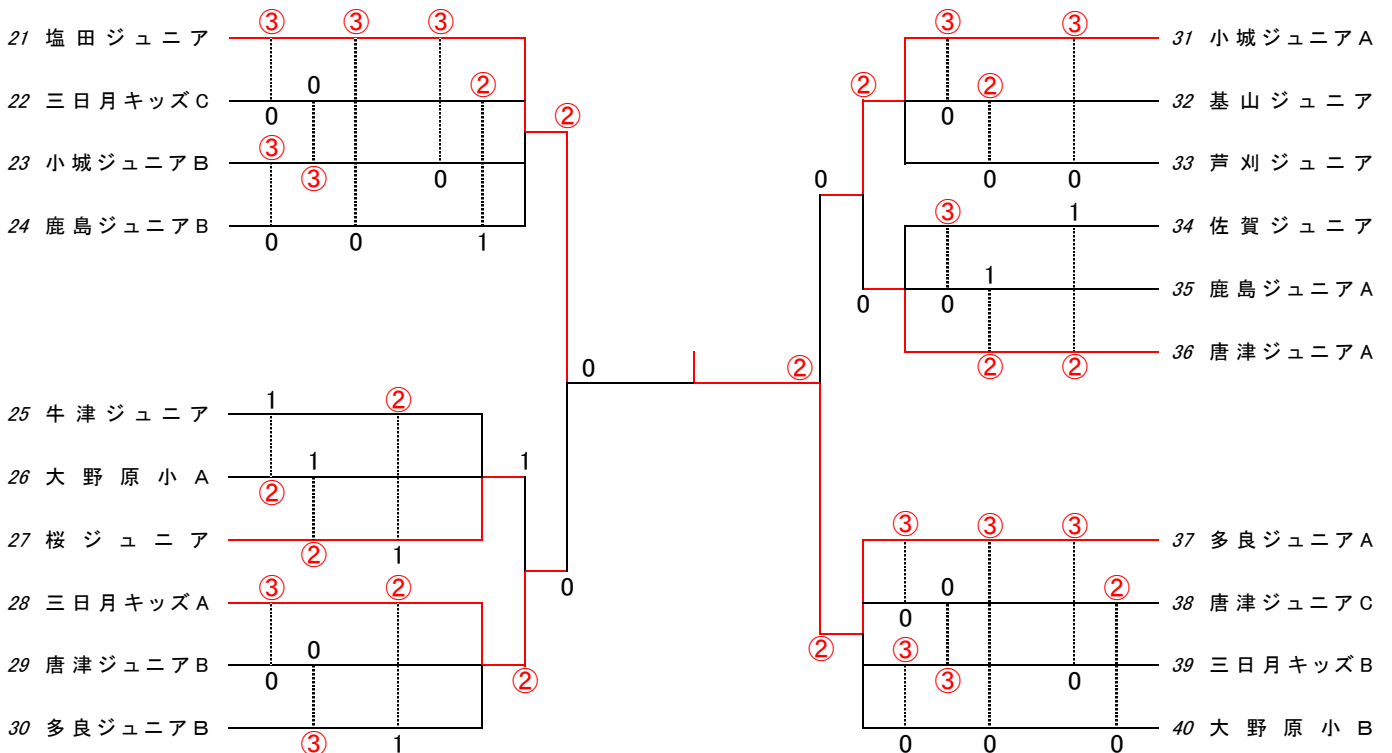 ③ ③ ③
21 塩田ジュニア
0 ②
22 三日月キッズC
0
③
23 小城ジュニアB
③ 0
24 鹿島ジュニアB
0 0 1
②
1 ②
25 牛津ジュニア
1
26 大野原小A
②
27 桜ジュニア
② 1
1
③ ②
28 三日月キッズA
0
29 唐津ジュニアB
0
②
30 多良ジュニアB
③ 1
0
0
②
③ ③
31 小城ジュニアA
② ②
32 基山ジュニア
0
33 芦刈ジュニア
0 0
0
③ 1
34 佐賀ジュニア
1
35 鹿島ジュニアA
0 0
36 唐津ジュニアA
② ②
③ ③ ③
37 多良ジュニアA
0 ②
38 唐津ジュニアC
0
②
③
39 三日月キッズB
③ 0
40 大野原小B
0 0 0